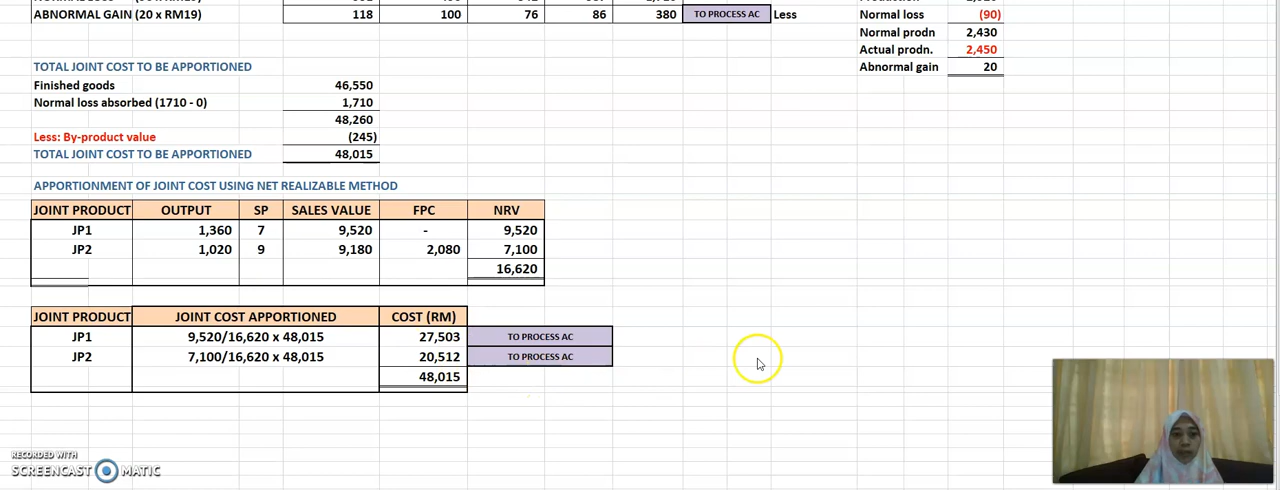 ABNORMAL GAIN (20 x RM19) 118 100 76 86 380 TO PROCESS AC Less
Normal loss (90)
Normal prodn 2,430
Actual prodn. 2,450
Abnormal gain 20
TOTAL JOINT COST TO BE APPORTIONED
Finished goods 46,550
Normal loss absorbed (1710 - 0) 1,710
48,260
Less: By-product value (245)
TOTAL JOINT COST TO BE APPORTIONED 48,015
APPORTIONMENT OF JOINT COST USING NET REALIZABLE METHOD
JOINT PRODUCT OUTPUT SP SALES VALUE FPC NRV
JP1 1,360 7 9,520 - 9,520
JP2 1,020 9 9,180 2,080 7,100
16,620
JOINT PRODUCT JOINT COST APPORTIONED COST (RM)
JP1 9,520/16,620 x 48,015 27,503 TO PROCESS AC
JP2 7,100/16,620 x 48,015 20,512 TO PROCESS AC
48,015
RECORDED WITH
SCREENCAST MATIC